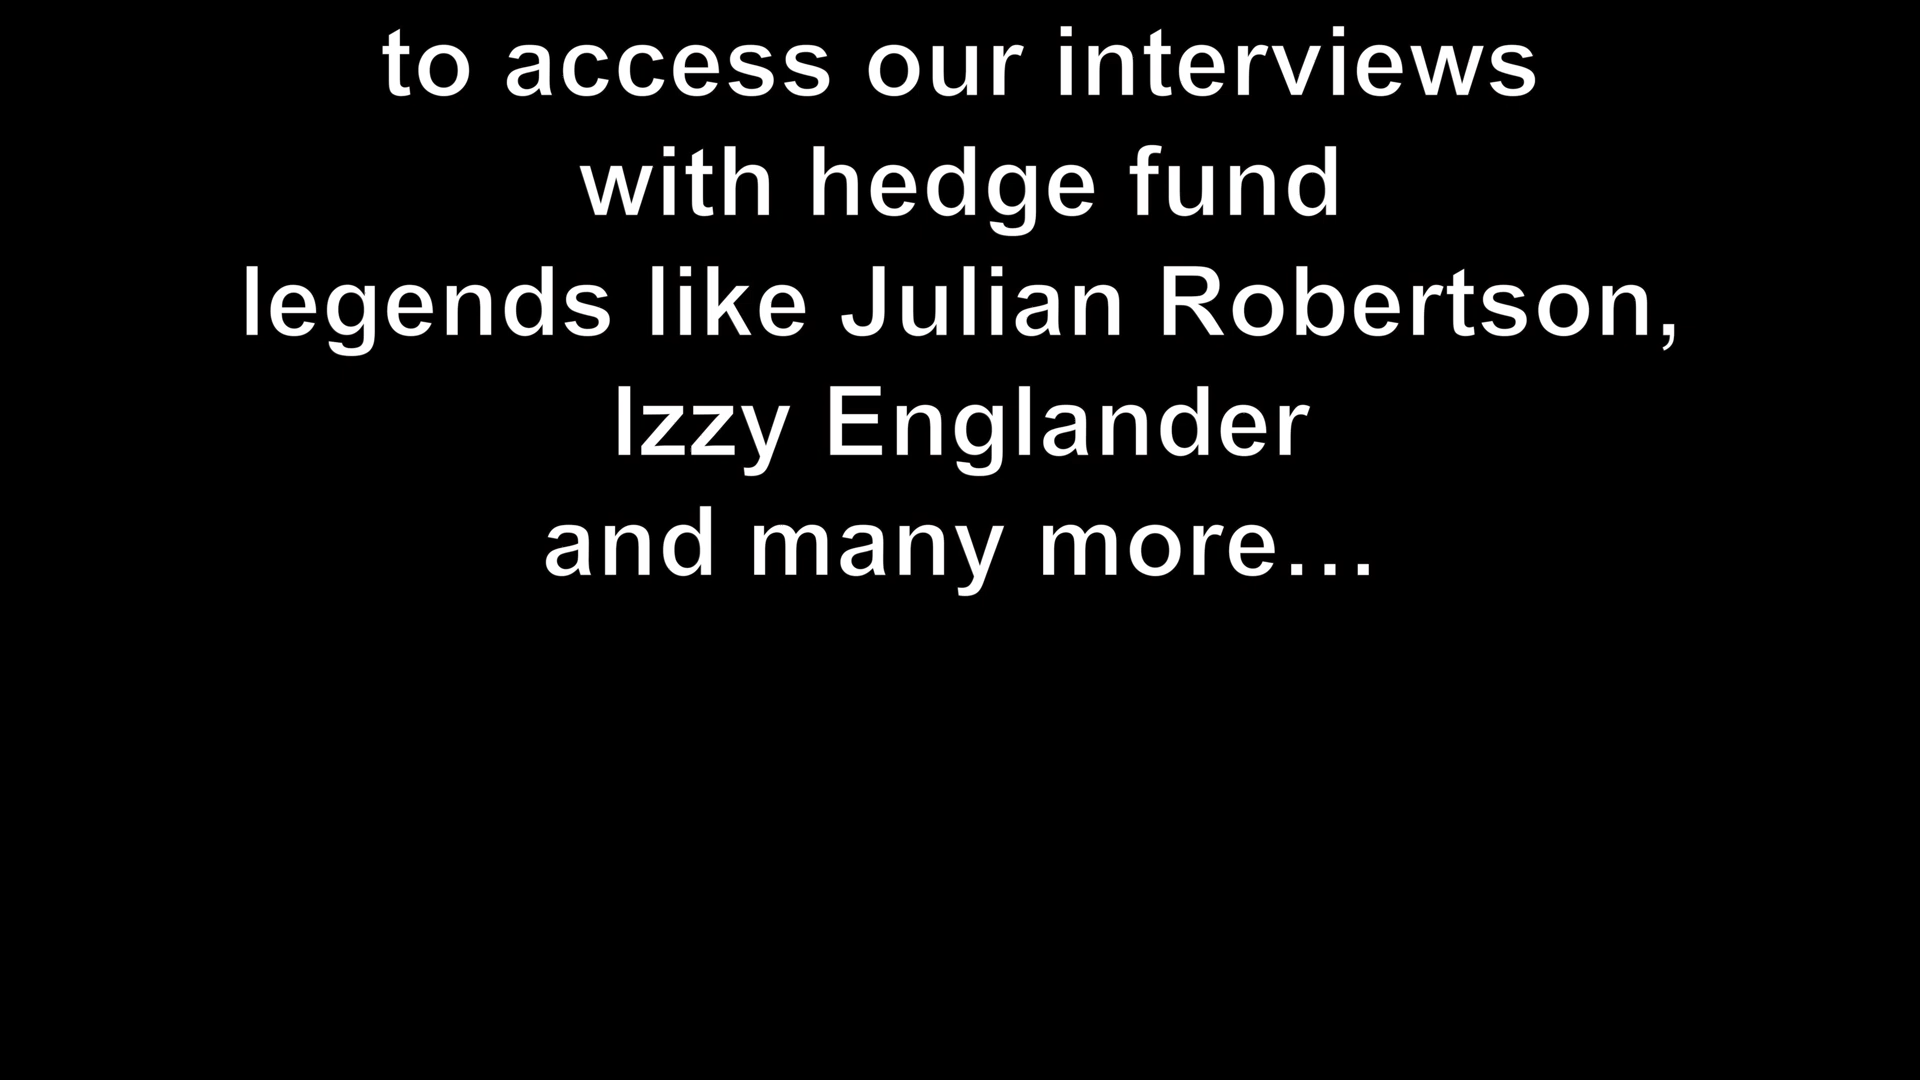 to access our interviews
with hedge fund
legends like Julian Robertson,
Izzy Englander
and many more...